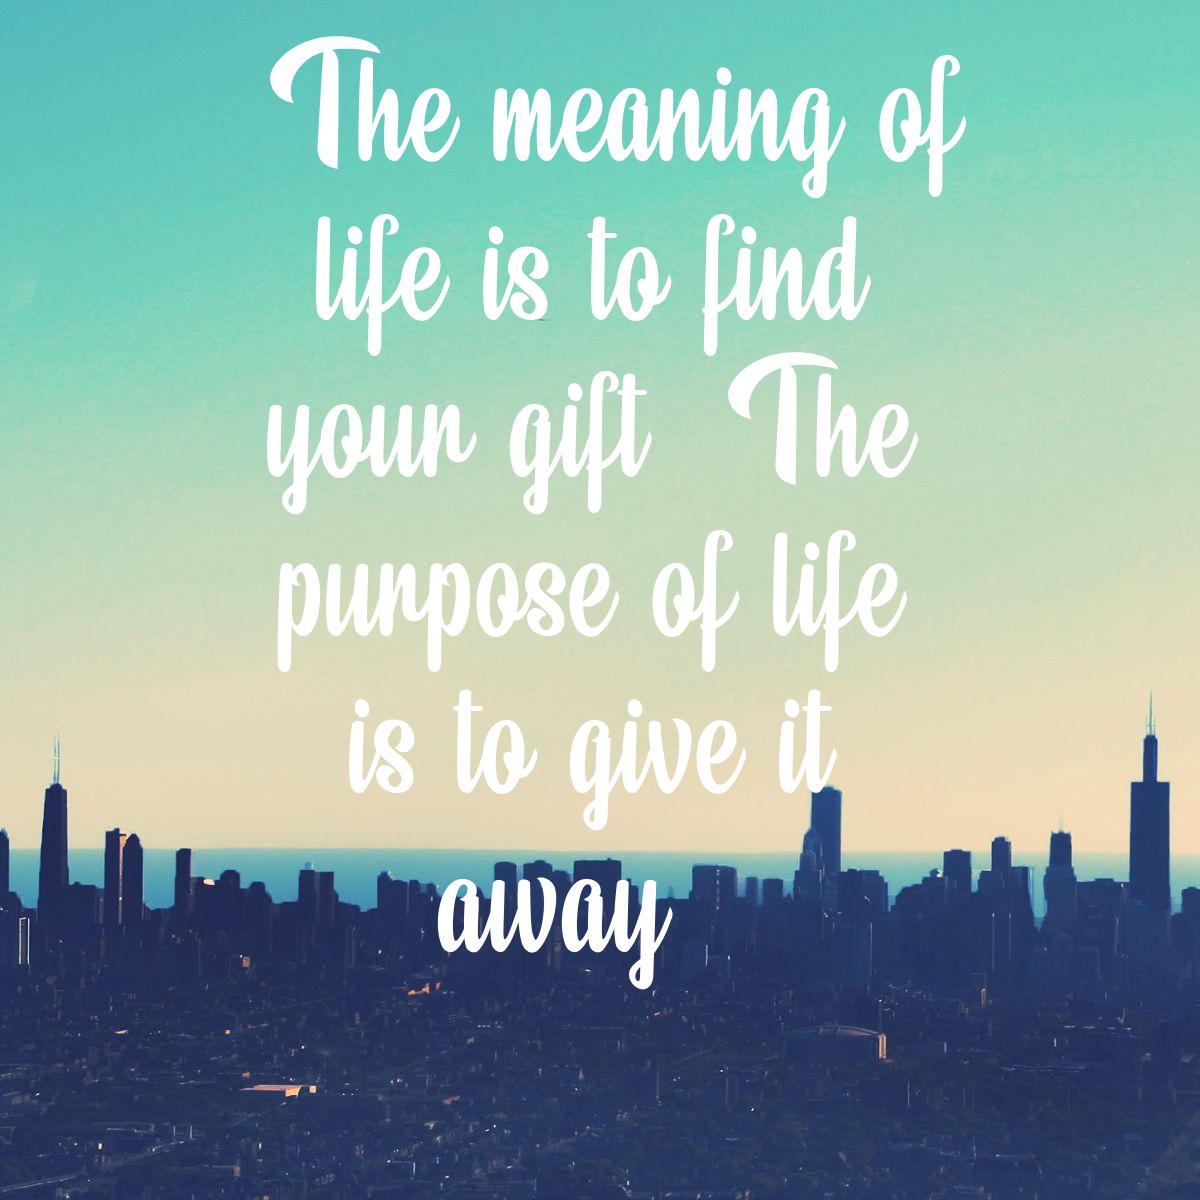 The meaning of
life is to find
your gift The
purpose of life
is to give it
away